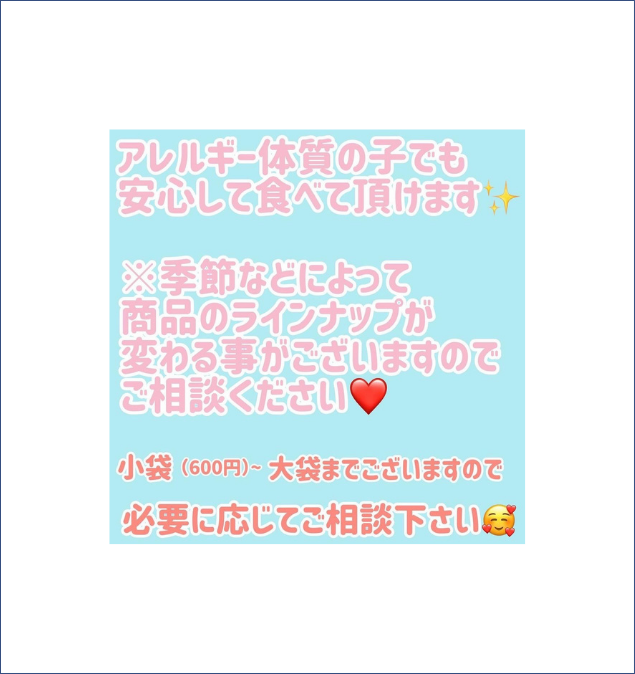 アレルギー体質の子でも
安心して食べて頂けます✨
※季節などによって
商品のラインナップが
変わる事がございますので
ご相談ください❤️
小袋（600円）~ 大袋までございますので
必要に応じてご相談下さい🥰